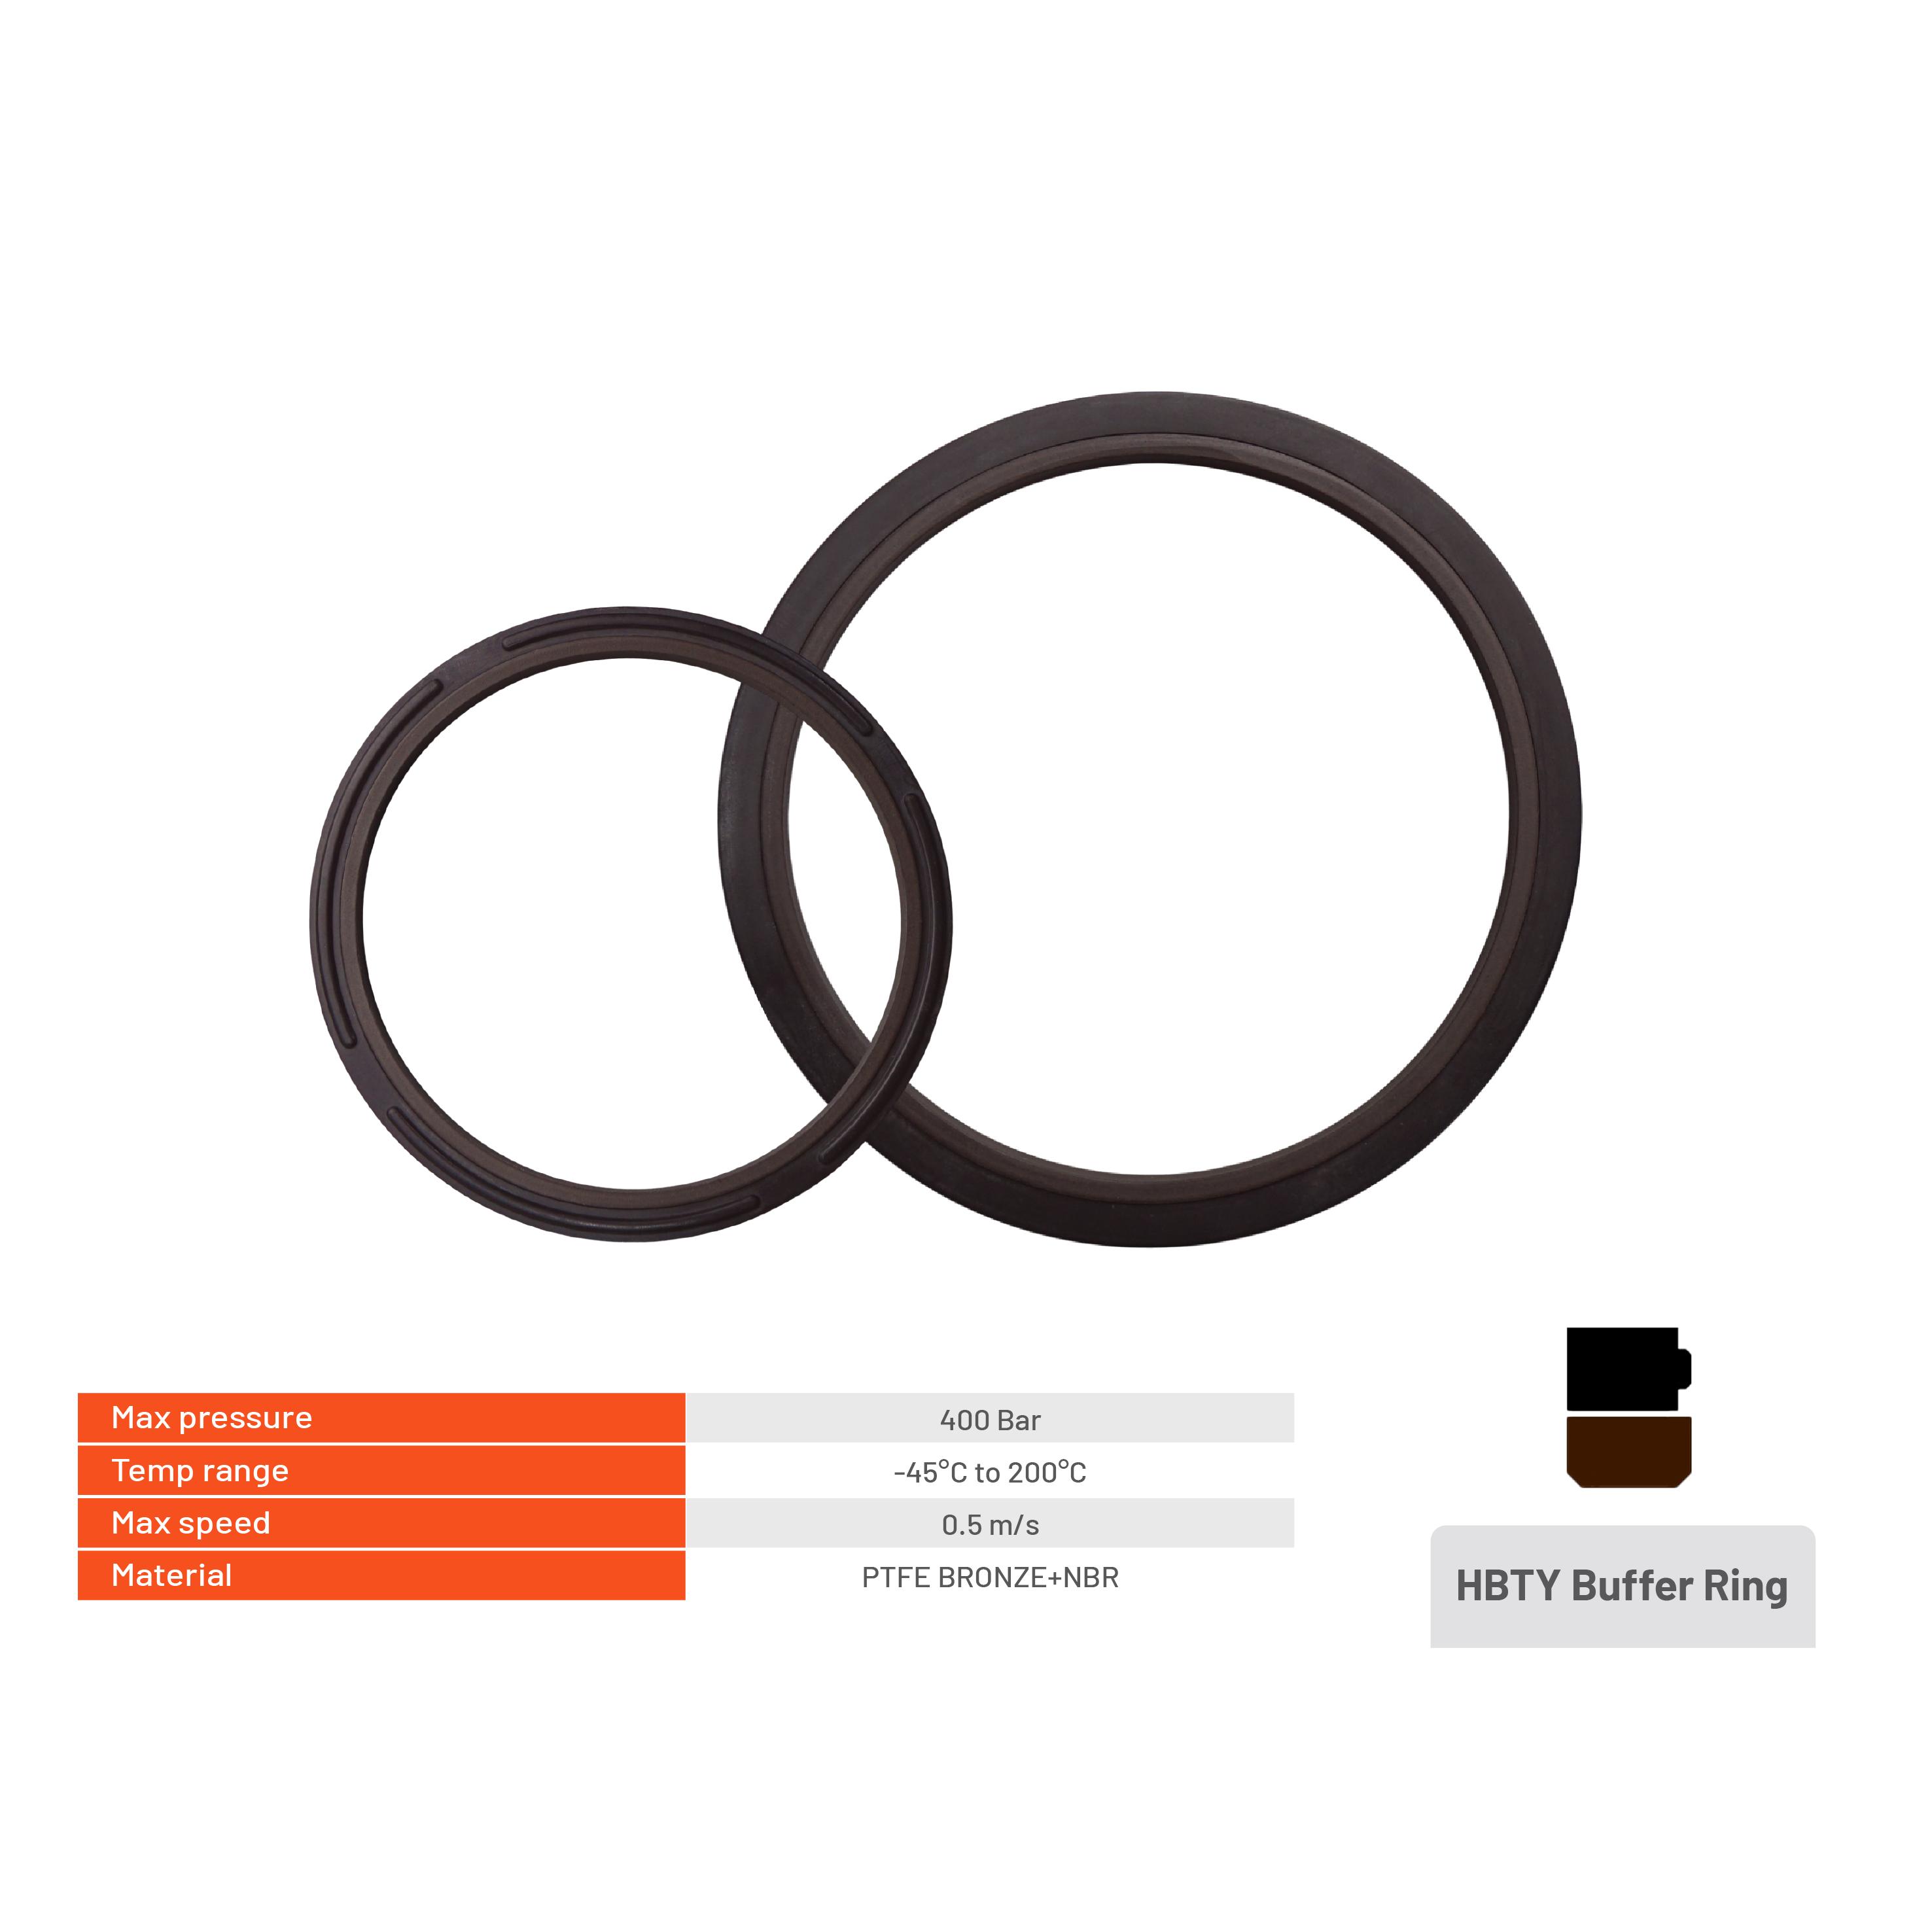 Max pressure 400 Bar
Temp range -45°C to 200°C
Max speed 0.5 m/s
Material PTFE BRONZE+NBR
HBTY Buffer Ring